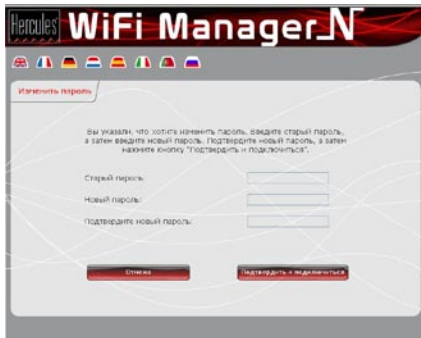 Hercules WiFi Manager_N
Изменить пароль
Вы указали, что хотите изменить пароль. Введите старый пароль,
а затем введите новый пароль. Подтвердите новый пароль, а затем
нажмите кнопку "Подтвердить и подключиться".
Старый пароль:
Новый пароль:
Подтвердите новый пароль:
Отмена
Подтвердить и подключиться